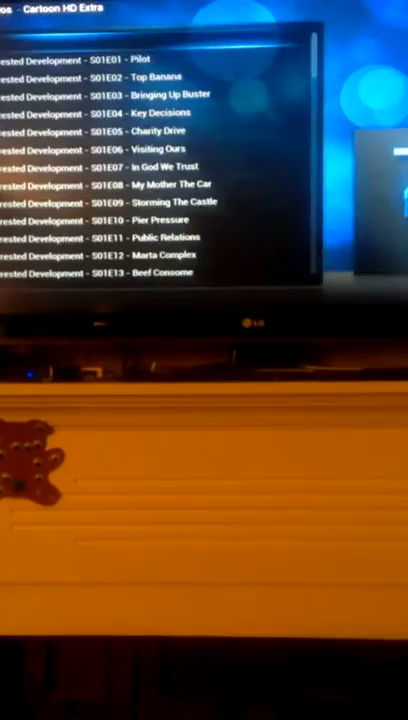 os - Cartoon HD Extra
rested Development - S01E01 - Pilot
rested Development - S01E02 - Top Banana
rested Development - S01E03 - Bringing Up Buster
rested Development - S01E04 - Key Decisions
rested Development - S01E05 - Charity Drive
rested Development - S01E06 - Visiting Ours
rested Development - S01E07 - In God We Trust
rested Development - S01E08 - My Mother The Car
rested Development - S01E09 - Storming The Castle
rested Development - S01E10 - Pier Pressure
rested Development - S01E11 - Public Relations
rested Development - S01E12 - Marta Complex
rested Development - S01E13 - Beef Consome
LG